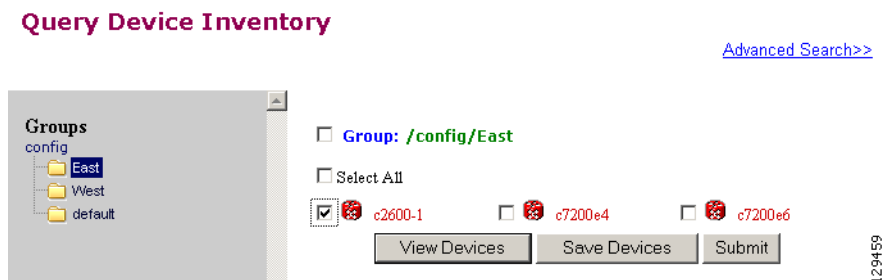 Query Device Inventory
Advanced Search>>
Groups
config
East
West
default
Group: /config/East
Select All
c2600-1 c7200e4 c7200e6
View Devices Save Devices Submit
129459